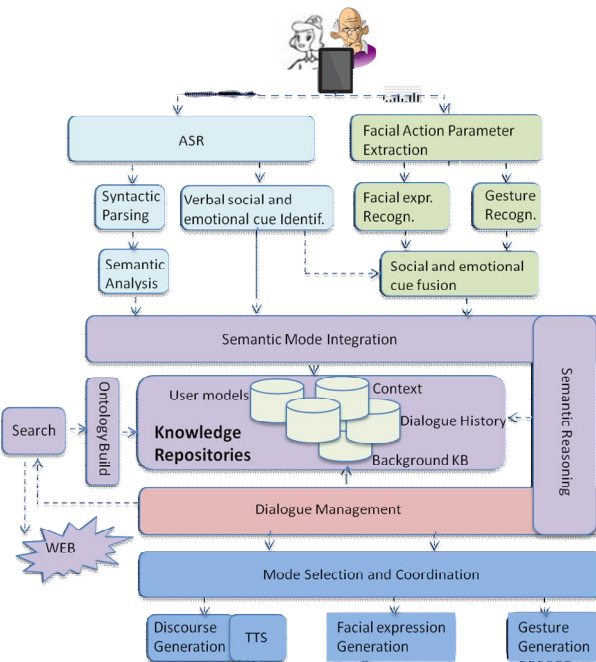 ASR
Facial Action Parameter
Extraction
Syntactic
Parsing
Verbal social and
emotional cue Identif.
Facial expr.
Recogn.
Gesture
Recogn.
Semantic
Analysis
Social and emotional
cue fusion
Semantic Mode Integration
Semantic Reasoning
Ontology Build
User models
Context
Dialogue History
Knowledge
Repositories
Background KB
Search
WEB
Dialogue Management
Mode Selection and Coordination
Discourse
Generation
TTS
Facial expression
Generation
Gesture
Generation